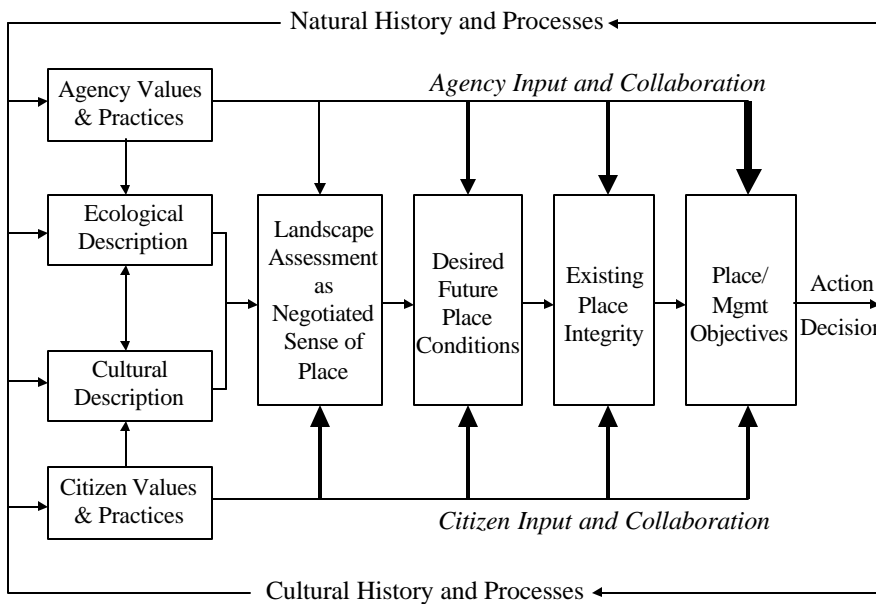 Natural History and Processes
Agency Values
& Practices
Agency Input and Collaboration
Ecological
Description
Cultural
Description
Citizen Values
& Practices
Landscape
Assessment
as
Negotiated
Sense of
Place
Desired
Future
Place
Conditions
Existing
Place
Integrity
Place/
Mgmt
Objectives
Action
Decision
Citizen Input and Collaboration
Cultural History and Processes